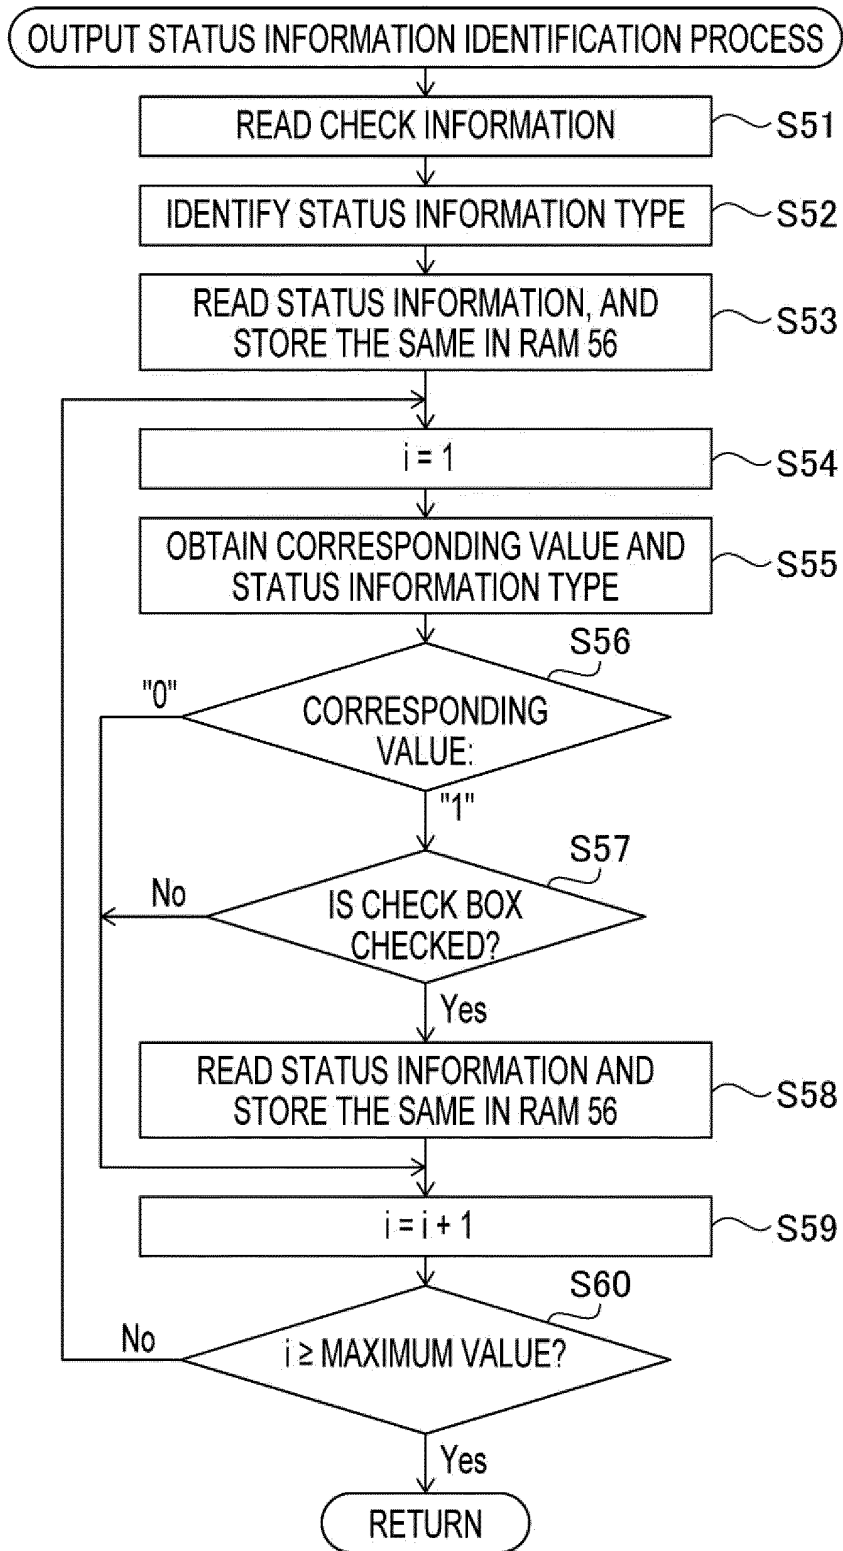 OUTPUT STATUS INFORMATION IDENTIFICATION PROCESS
READ CHECK INFORMATION
S51
IDENTIFY STATUS INFORMATION TYPE
S52
READ STATUS INFORMATION, AND
STORE THE SAME IN RAM 56
S53
i = 1
S54
OBTAIN CORRESPONDING VALUE AND
STATUS INFORMATION TYPE
S55
S56
"0"
CORRESPONDING
VALUE:
"1"
S57
No
IS CHECK BOX
CHECKED?
Yes
READ STATUS INFORMATION AND
STORE THE SAME IN RAM 56
S58
i = i + 1
S59
S60
No
i ≥ MAXIMUM VALUE?
Yes
RETURN